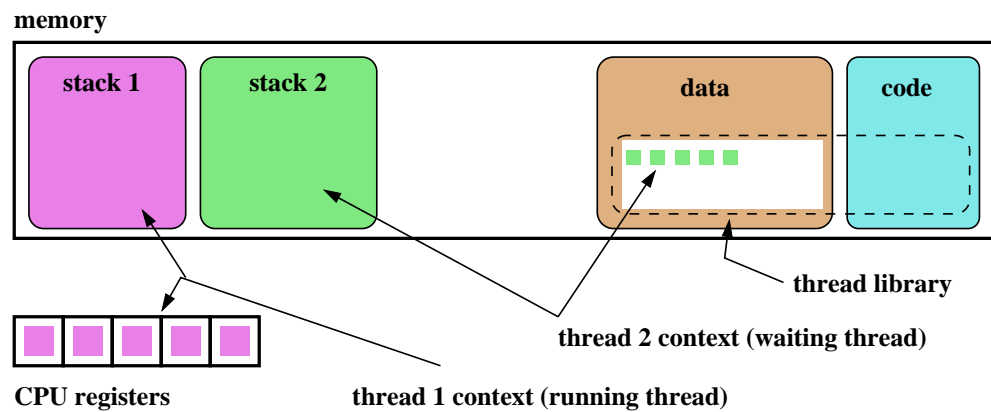 memory
stack 1
stack 2
data
code
thread library
thread 2 context (waiting thread)
CPU registers
thread 1 context (running thread)